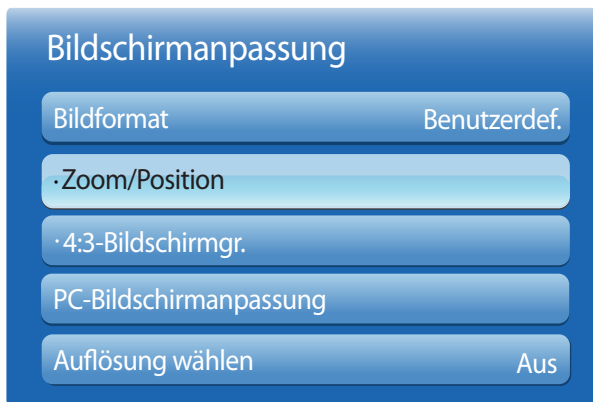 Bildschirmanpassung
Bildformat Benutzerdef.
·Zoom/Position
·4:3-Bildschirmgr.
PC-Bildschirmanpassung
Auflösung wählen Aus